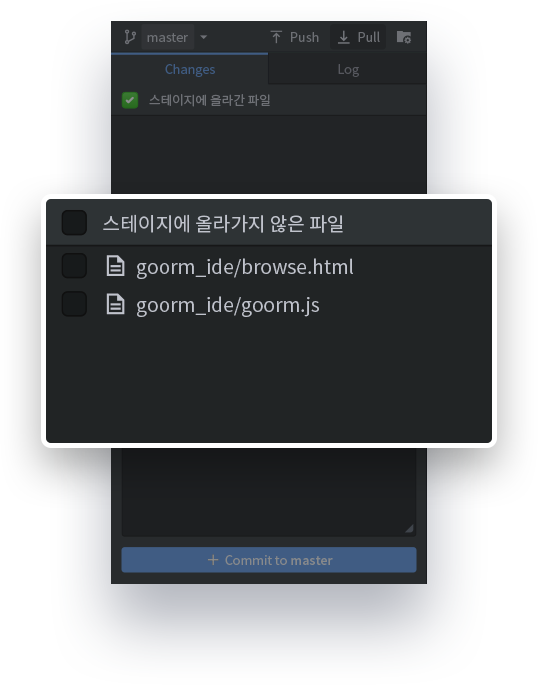 master Push Pull
Changes Log
스테이지에 올라간 파일
스테이지에 올라가지 않은 파일
goorm_ide/browse.html
goorm_ide/goorm.js
+ Commit to master